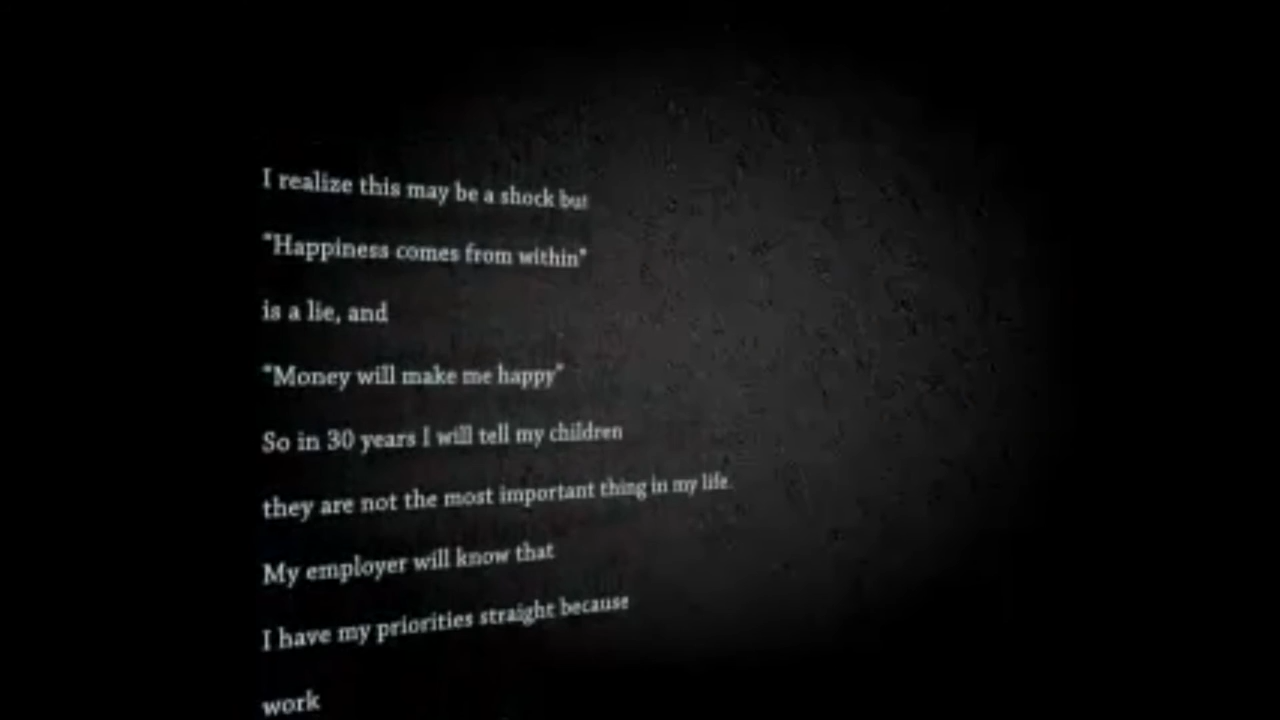 I realize this may be a shock but
“Happiness comes from within”
is a lie, and
“Money will make me happy”
So in 30 years I will tell my children
they are not the most important thing in my life.
My employer will know that
I have my priorities straight because
work